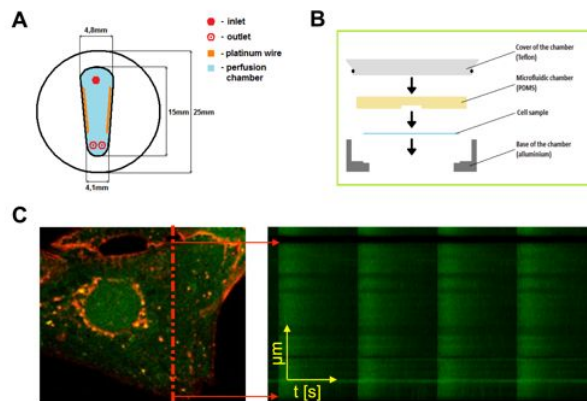 A
4,8mm
- inlet
- outlet
- platinum wire
- perfusion
chamber
15mm
25mm
4,1mm
B
Cover of the chamber
(Teflon)
Microfluidic chamber
(PDMS)
Cell sample
Base of the chamber
(alluminium)
C
µm
t [s]